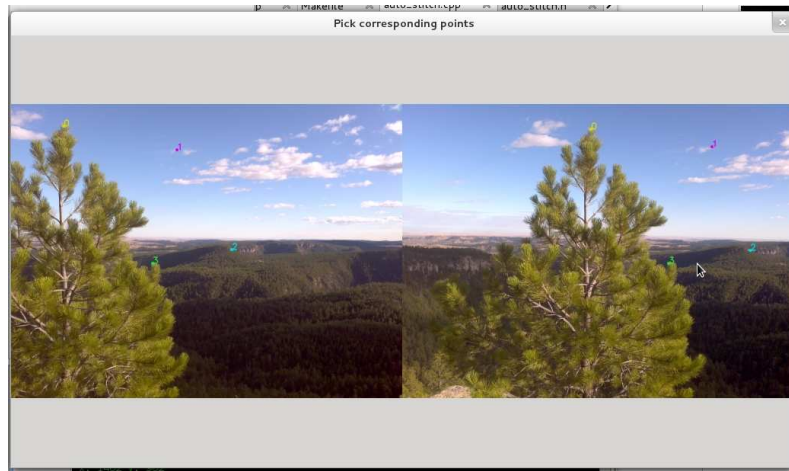 Makefile auto_stitch.cpp auto_stitch.h
Pick corresponding points
0 0
1 1
2 2
3 3